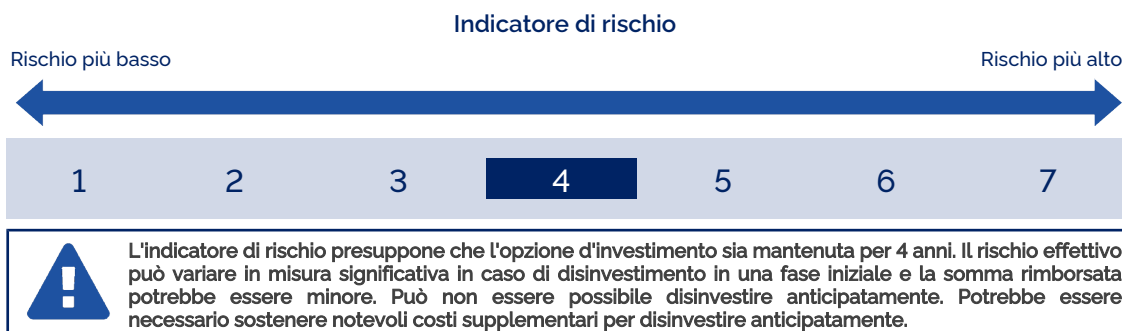 Indicatore di rischio
Rischio più basso Rischio più alto
1 2 3 4 5 6 7
L'indicatore di rischio presuppone che l'opzione d'investimento sia mantenuta per 4 anni. Il rischio effettivo
può variare in misura significativa in caso di disinvestimento in una fase iniziale e la somma rimborsata
potrebbe essere minore. Può non essere possibile disinvestire anticipatamente. Potrebbe essere
necessario sostenere notevoli costi supplementari per disinvestire anticipatamente.